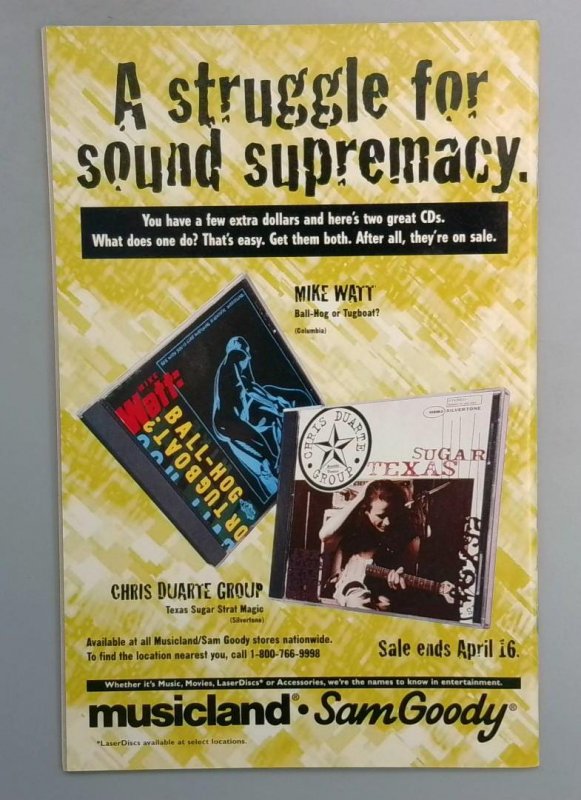 A struggle for
sound supremacy.
You have a few extra dollars and here's two great CDs.
What does one do? That's easy. Get them both. After all, they're on sale.
MIKE WATT
Ball-Hog or Tugboat?
(Columbia)
MIKE
Watt:
BALL-HOG
OR TUGBOAT?
CHRIS DUARTE
GROUP
SILVERTONE
SUGAR
TEXAS
CHRIS DUARTE GROUP
Texas Sugar Strat Magic
(Silvertone)
Available at all Musicland/Sam Goody stores nationwide.
To find the location nearest you, call 1-800-766-9998
Sale ends April 16.
Whether it's Music, Movies, LaserDiscs* or Accessories, we're the names to know in entertainment.
musicland® • Sam Goody®
*LaserDiscs available at select locations.